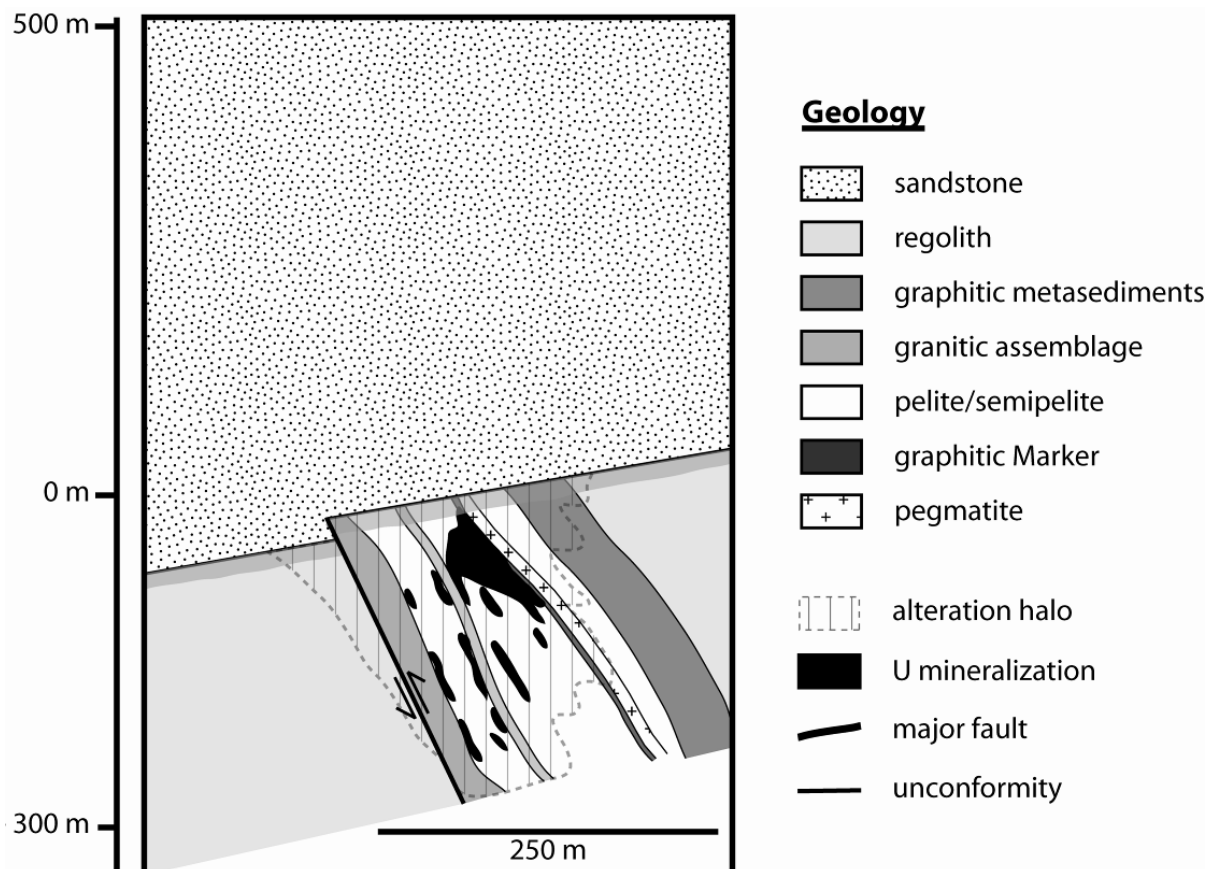 500 m
0 m
300 m
250 m
Geology
sandstone
regolith
graphitic metasediments
granitic assemblage
pelite/semipelite
graphitic Marker
pegmatite
alteration halo
U mineralization
major fault
unconformity